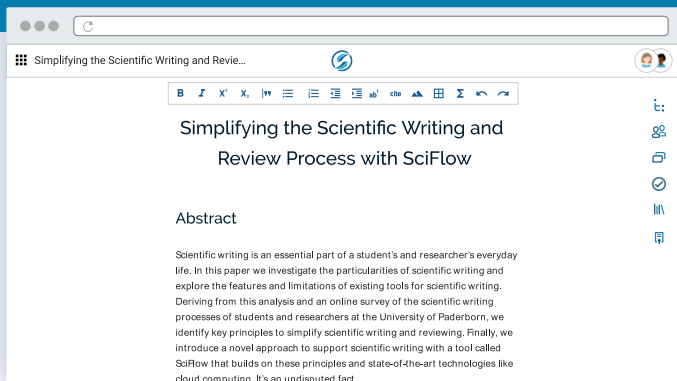 Simplifying the Scientific Writing and Revie...
B I X² X₂ ab¹ cite Σ
Simplifying the Scientific Writing and
Review Process with SciFlow
Abstract
Scientific writing is an essential part of a student's and researcher's everyday
life. In this paper we investigate the particularities of scientific writing and
explore the features and limitations of existing tools for scientific writing.
Deriving from this analysis and an online survey of the scientific writing
processes of students and researchers at the University of Paderborn, we
identify key principles to simplify scientific writing and reviewing. Finally, we
introduce a novel approach to support scientific writing with a tool called
SciFlow that builds on these principles and state-of-the-art technologies like
cloud computing. It's an undisputed fact